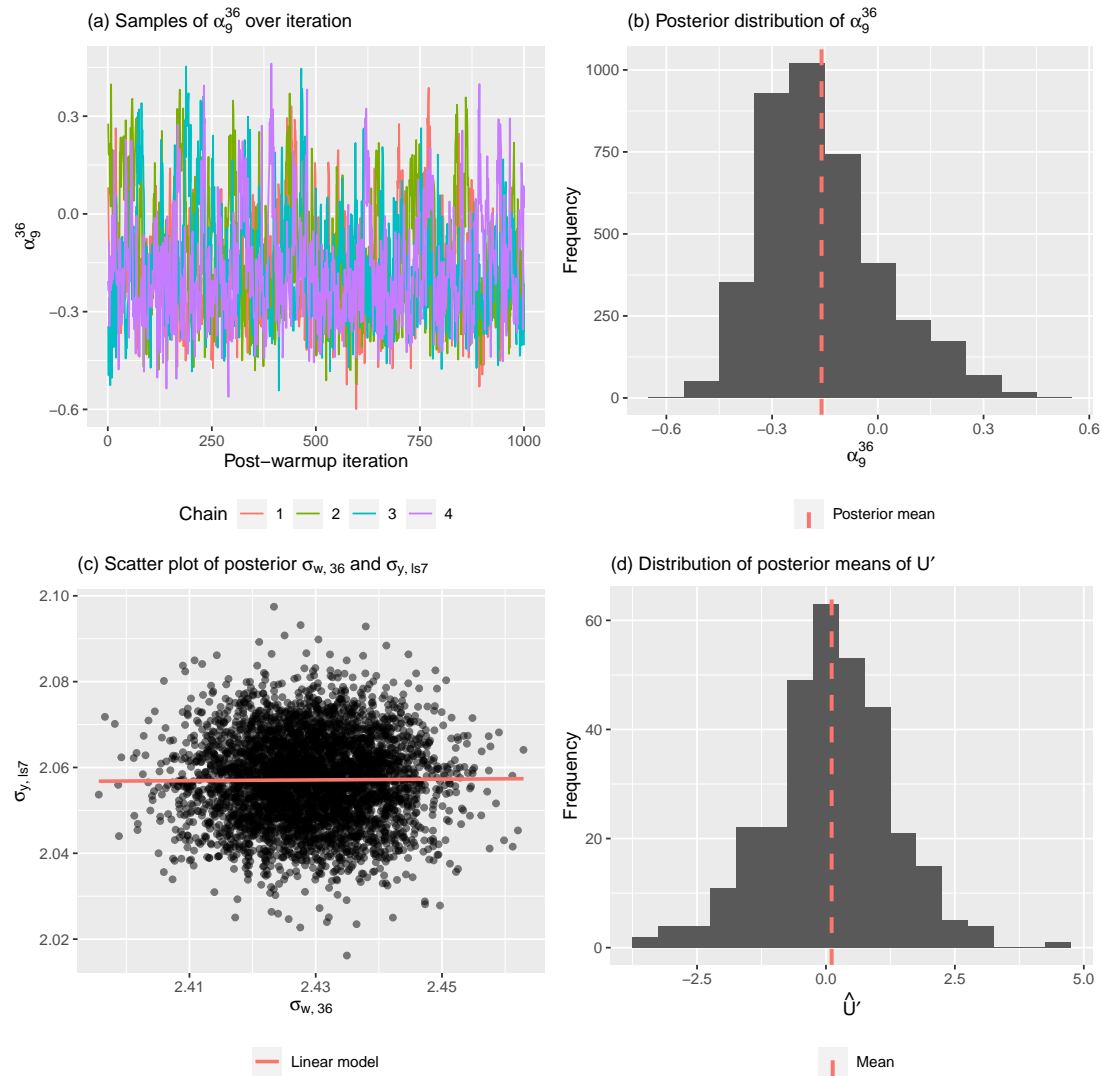 (a) Samples of α₉³⁶ over iteration
0.3
0.0
−0.3
−0.6
α₉³⁶
0 250 500 750 1000
Post−warmup iteration
Chain 1 2 3 4
(b) Posterior distribution of α₉³⁶
1000
750
500
250
0
Frequency
−0.6 −0.3 0.0 0.3 0.6
α₉³⁶
Posterior mean
(c) Scatter plot of posterior σw, 36 and σy, ls7
2.10
2.08
2.06
2.04
2.02
σy, ls7
2.41 2.43 2.45
σw, 36
Linear model
(d) Distribution of posterior means of U′
60
40
20
0
Frequency
−2.5 0.0 2.5 5.0
Û′
Mean